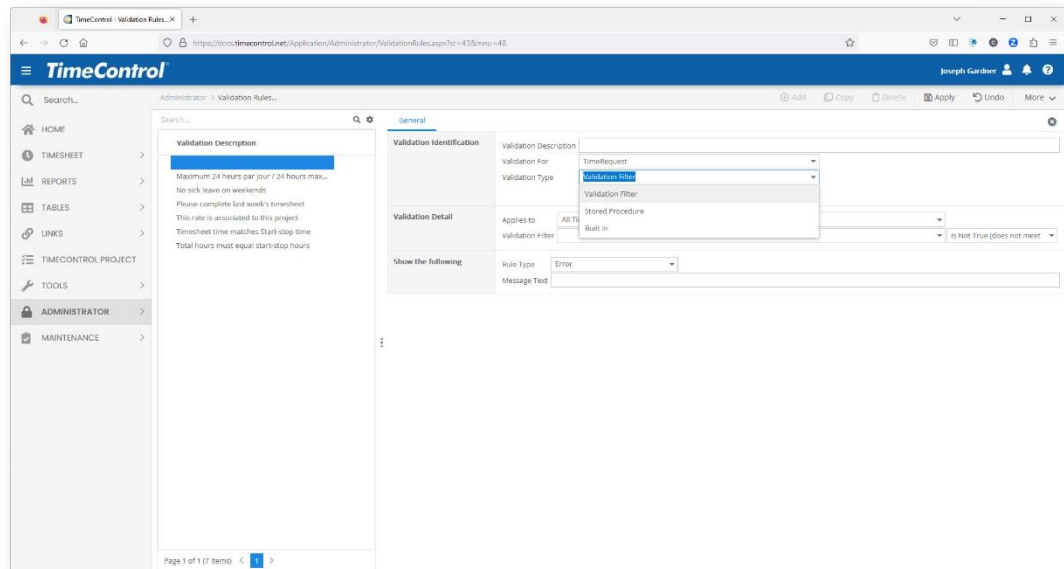 TimeControl - Validation Rules...
https://docs.timecontrol.net/Application/Administrator/ValidationRules.aspx?st=43&mnu=48
TimeControl
Joseph Gardner
Search...
Administrator > Validation Rules...
Add
Copy
Delete
Apply
Undo
More
HOME
TIMESHEET
REPORTS
TABLES
LINKS
TIMECONTROL PROJECT
TOOLS
ADMINISTRATOR
MAINTENANCE
Search...
Validation Description
Maximum 24 heures par jour / 24 hours max...
No sick leave on weekends
Please complete last week's timesheet
This rate is associated to this project
Timesheet time matches Start-stop time
Total hours must equal start-stop hours
Page 1 of 1 (7 items) < 1 >
General
Validation Identification
Validation Description
Validation For TimeRequest
Validation Type Validation Filter
Validation Filter
Stored Procedure
Built in
Validation Detail
Applies to All Ti
Validation Filter Is Not True (does not meet
Show the following
Rule Type Error
Message Text